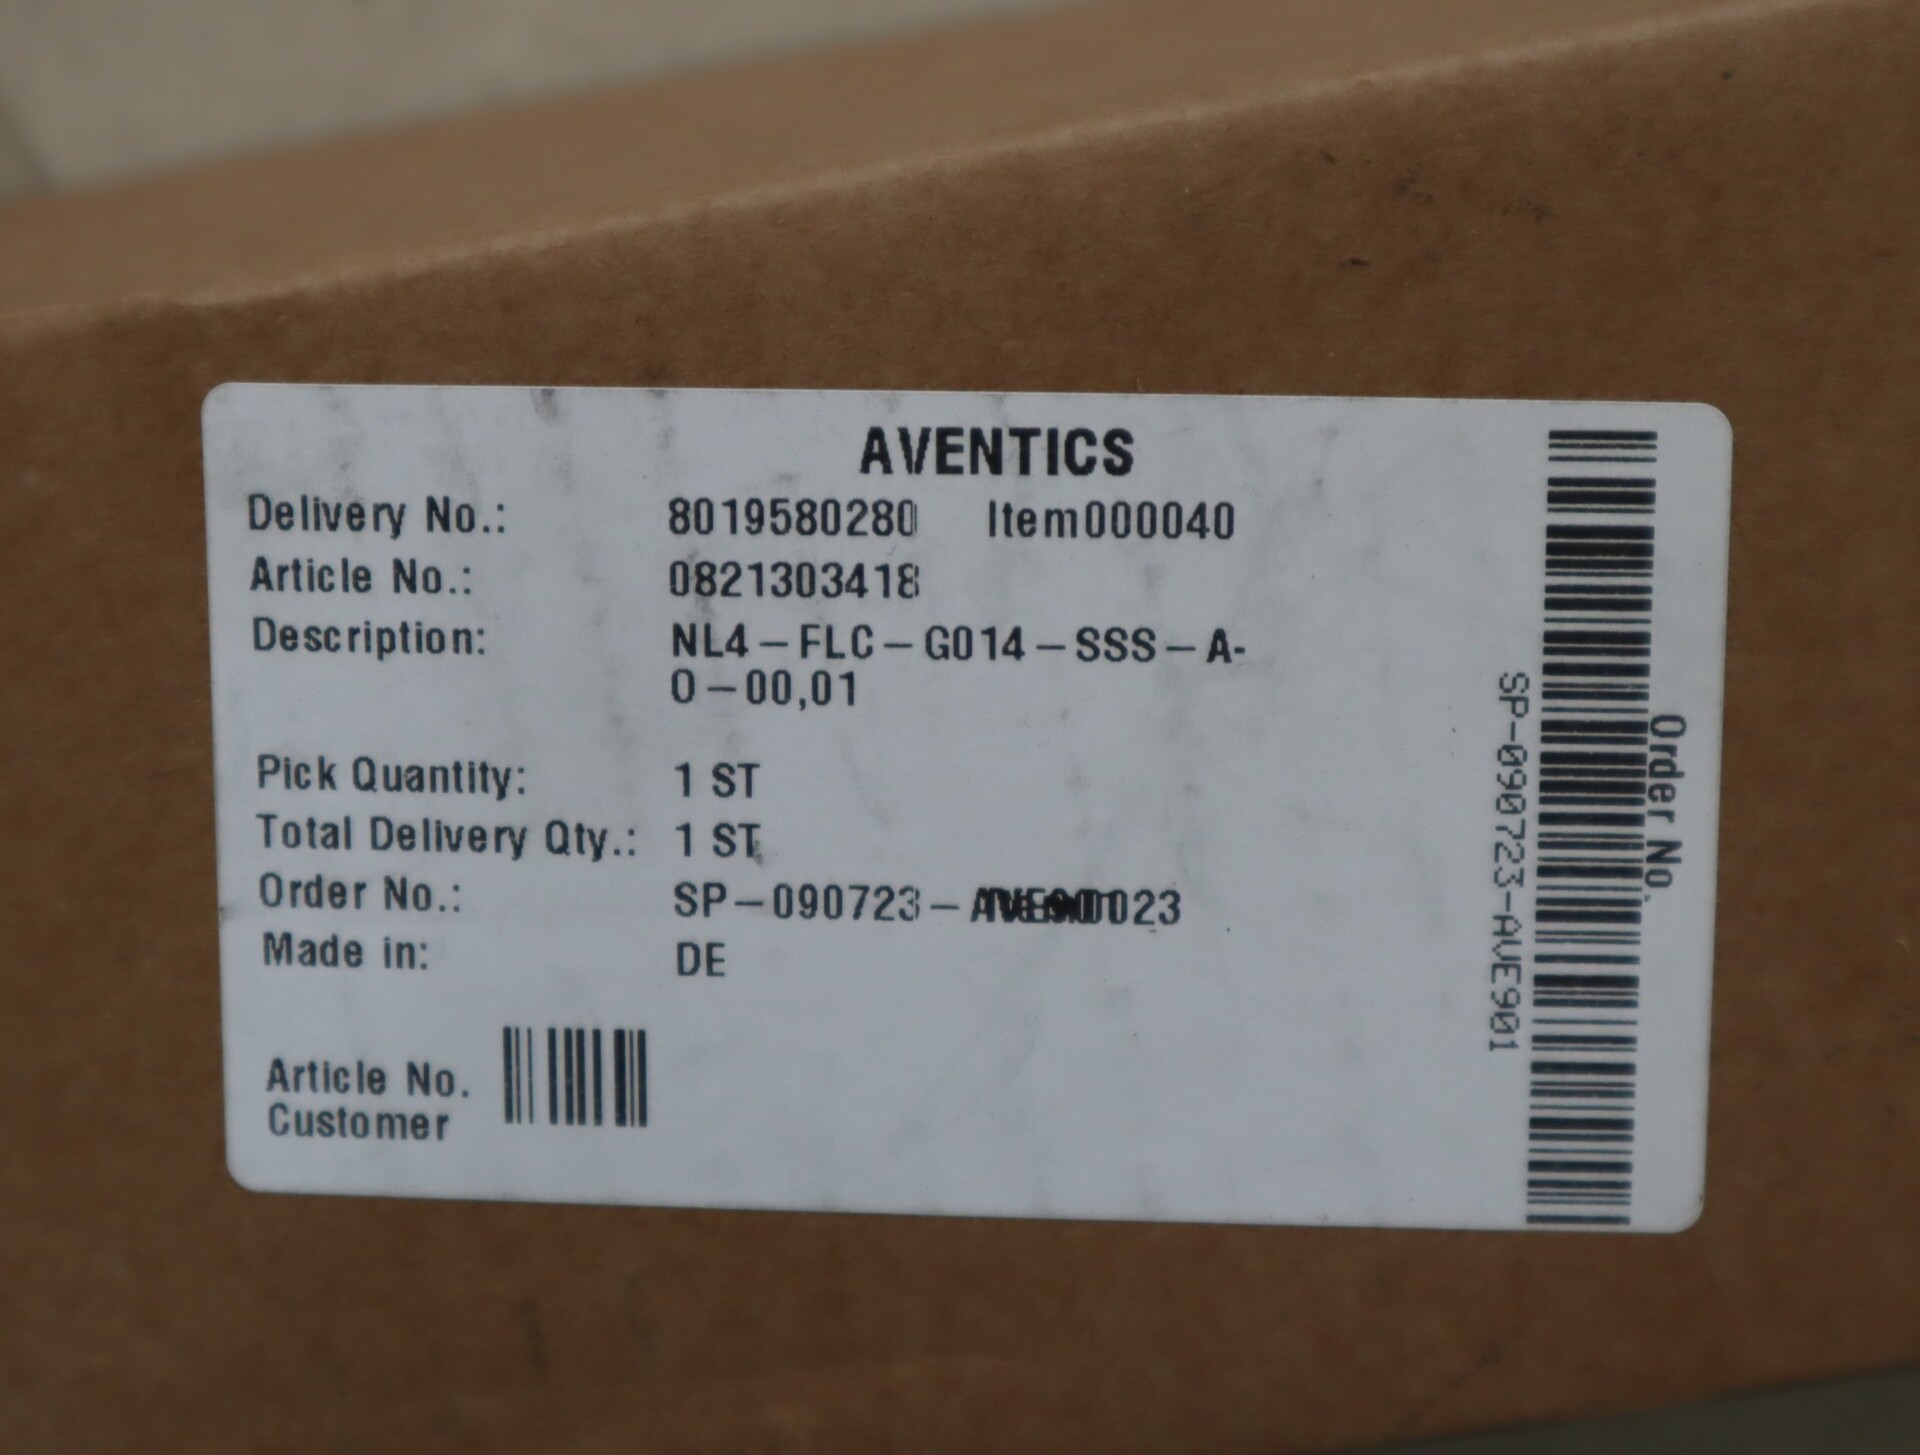 AVENTICS
Delivery No.: 8019580280 Item000040
Article No.: 0821303418
Description: NL4-FLC-G014-SSS-A-
0-00,01
Pick Quantity: 1 ST
Total Delivery Qty.: 1 ST
Order No.: SP-090723-
Made in: DE
Article No.
Customer
Order No.
SP-090723-AVE901